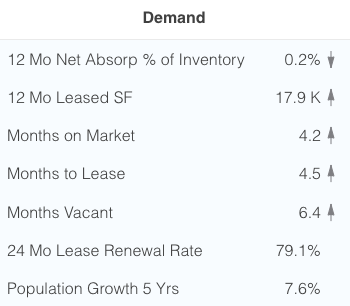 Demand
12 Mo Net Absorp % of Inventory 0.2%
12 Mo Leased SF 17.9 K
Months on Market 4.2
Months to Lease 4.5
Months Vacant 6.4
24 Mo Lease Renewal Rate 79.1%
Population Growth 5 Yrs 7.6%